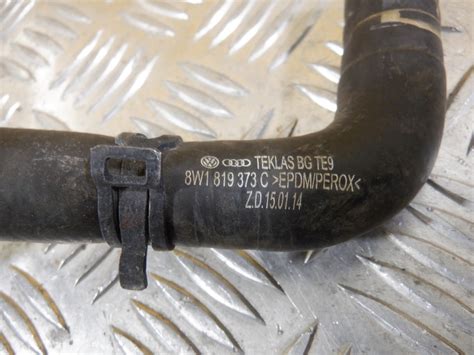 TEKLAS BG TE9
8W1 819 373 C >EPDM/PEROX<
Z.D.15.01.14